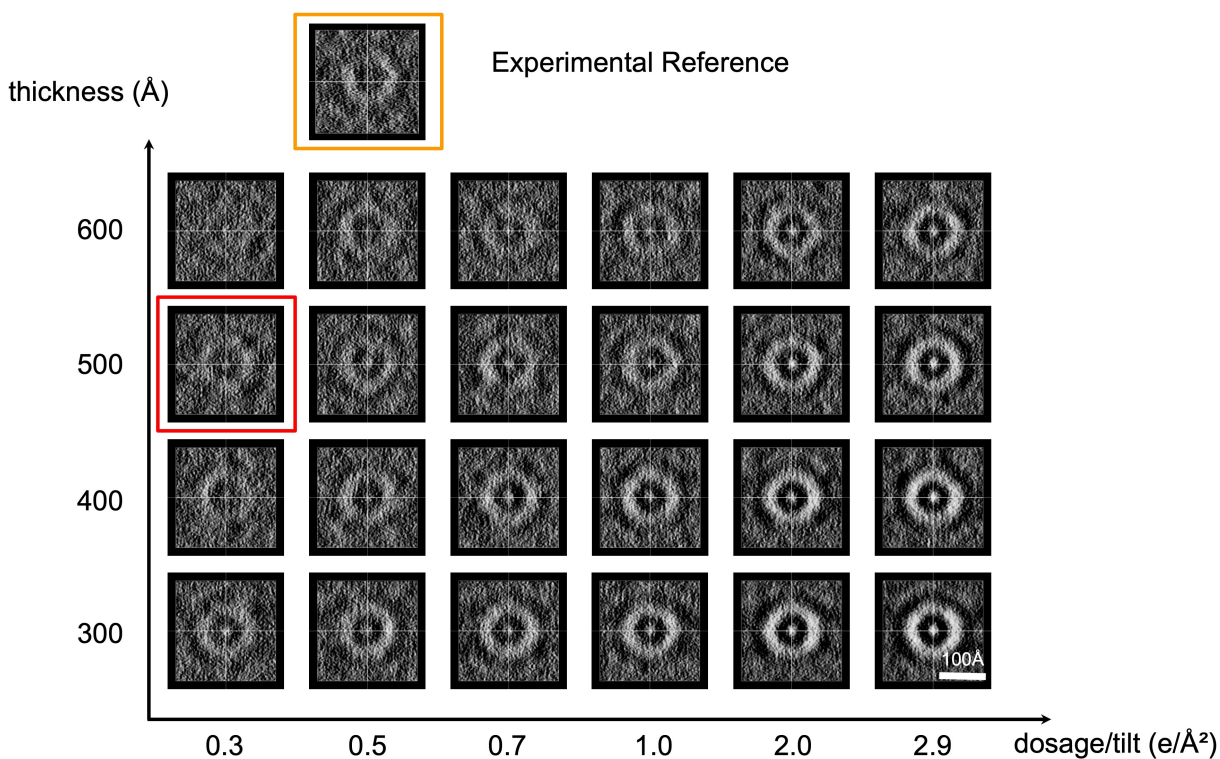 Experimental Reference
thickness (Å)
600
500
400
300
100Å
0.3 0.5 0.7 1.0 2.0 2.9 dosage/tilt (e/Å²)